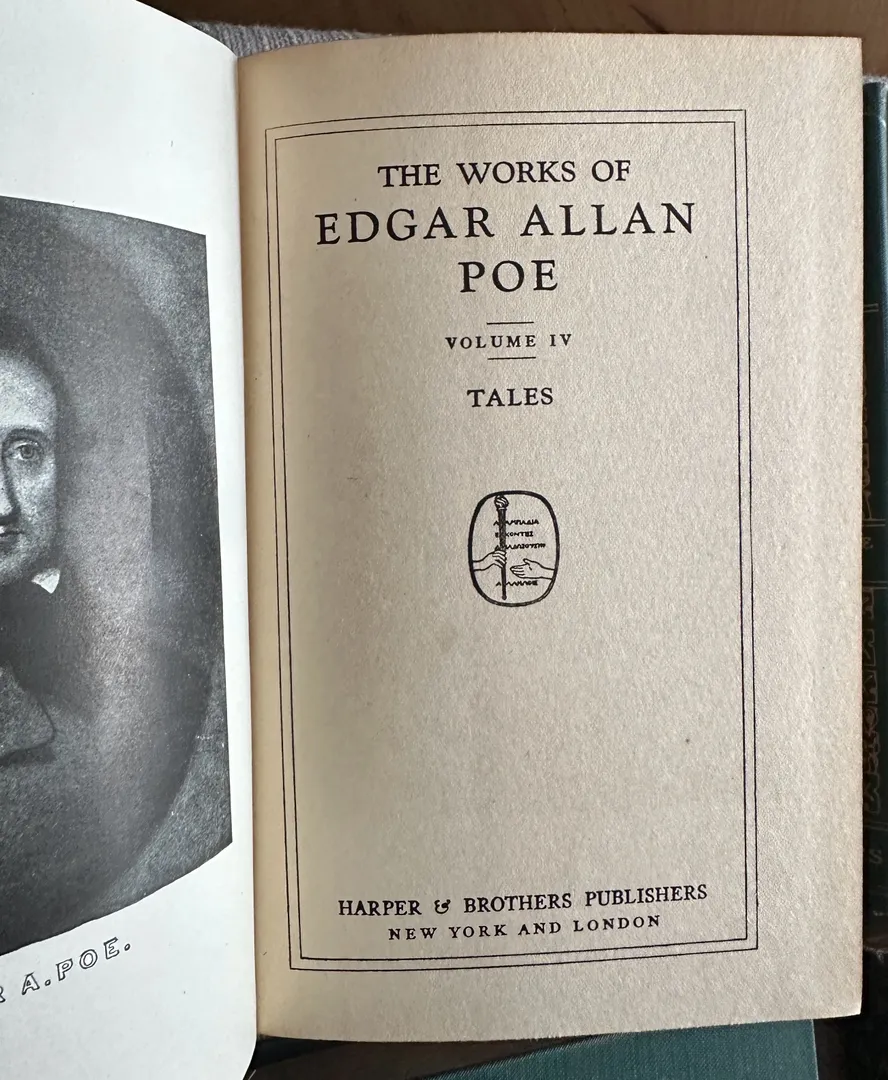 A. POE.
THE WORKS OF
EDGAR ALLAN
POE
VOLUME IV
TALES
HARPER & BROTHERS PUBLISHERS
NEW YORK AND LONDON